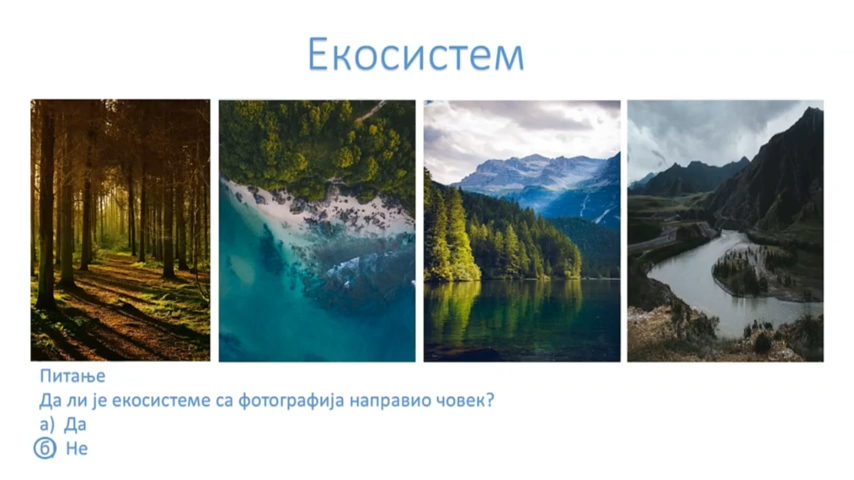 Екосистем
Питање
Да ли је екосистеме са фотографија направио човек?
а) Да
б) Не